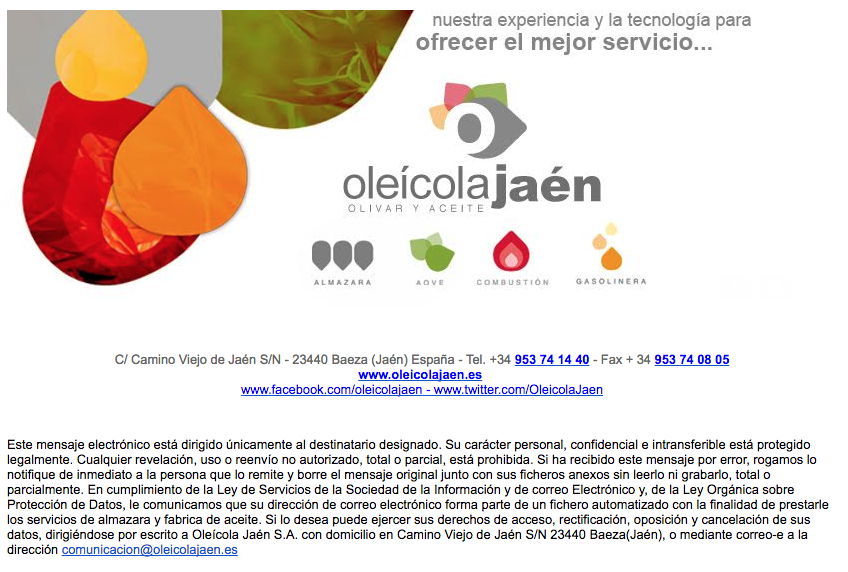 nuestra experiencia y la tecnología para
ofrecer el mejor servicio...
oleícolajaén
OLIVAR Y ACEITE
ALMAZARA AOVE COMBUSTIÓN GASOLINERA
C/ Camino Viejo de Jaén S/N - 23440 Baeza (Jaén) España - Tel. +34 953 74 14 40 - Fax + 34 953 74 08 05
www.oleicolajaen.es
www.facebook.com/oleicolajaen - www.twitter.com/OleicolaJaen
Este mensaje electrónico está dirigido únicamente al destinatario designado. Su carácter personal, confidencial e intransferible está protegido
legalmente. Cualquier revelación, uso o reenvío no autorizado, total o parcial, está prohibida. Si ha recibido este mensaje por error, rogamos lo
notifique de inmediato a la persona que lo remite y borre el mensaje original junto con sus ficheros anexos sin leerlo ni grabarlo, total o
parcialmente. En cumplimiento de la Ley de Servicios de la Sociedad de la Información y de correo Electrónico y, de la Ley Orgánica sobre
Protección de Datos, le comunicamos que su dirección de correo electrónico forma parte de un fichero automatizado con la finalidad de prestarle
los servicios de almazara y fabrica de aceite. Si lo desea puede ejercer sus derechos de acceso, rectificación, oposición y cancelación de sus
datos, dirigiéndose por escrito a Oleícola Jaén S.A. con domicilio en Camino Viejo de Jaén S/N 23440 Baeza(Jaén), o mediante correo-e a la
dirección comunicacion@oleicolajaen.es